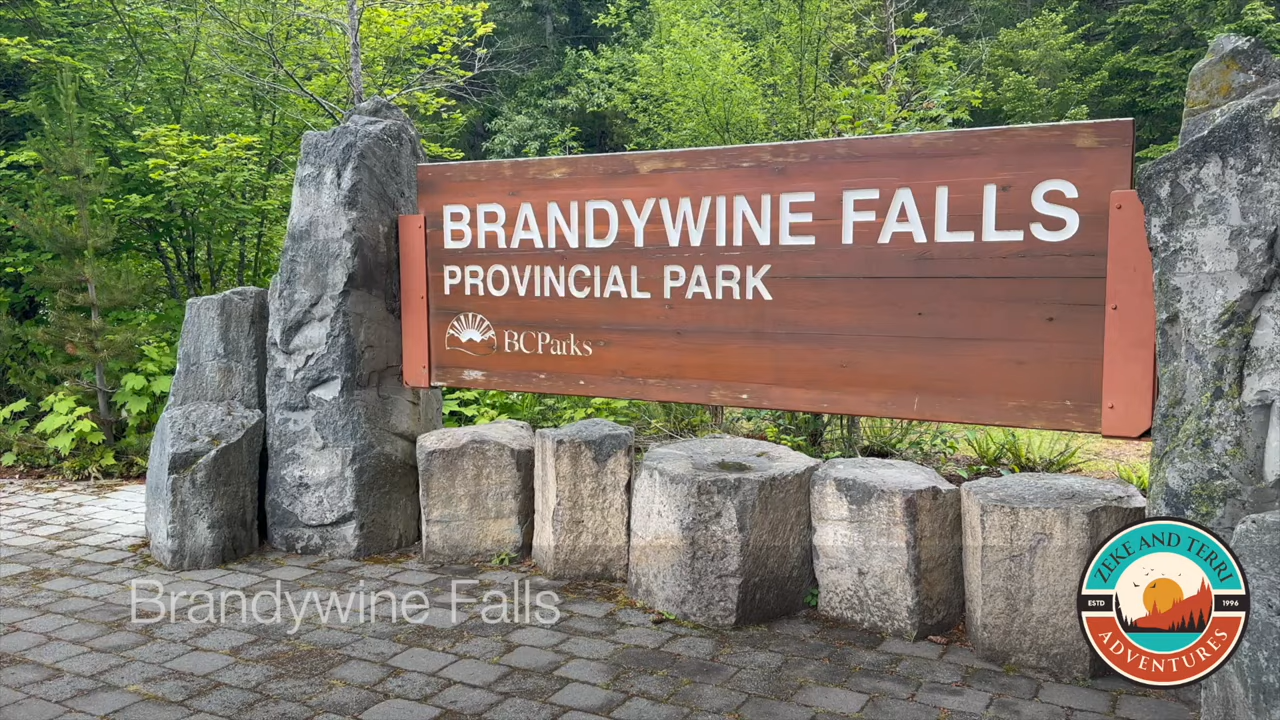 BRANDYWINE FALLS
PROVINCIAL PARK
BCParks
Brandywine Falls
ZEKE AND TERRI
ESTD 1996
ADVENTURES